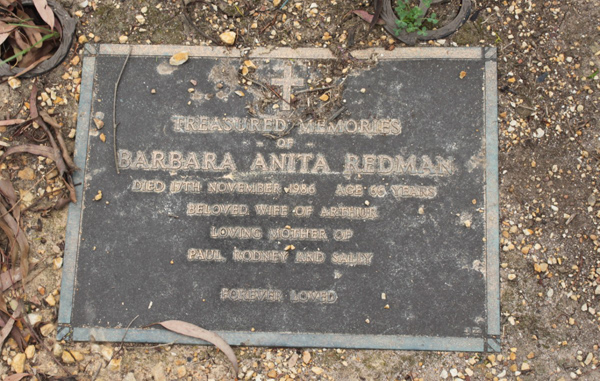 TREASURED MEMORIES
OF
BARBARA ANITA REDMAN
DIED 17TH NOVEMBER 1986 AGE 55 YEARS
BELOVED WIFE OF ARTHUR
LOVING MOTHER OF
PAUL, RODNEY AND SALLY
FOREVER LOVED